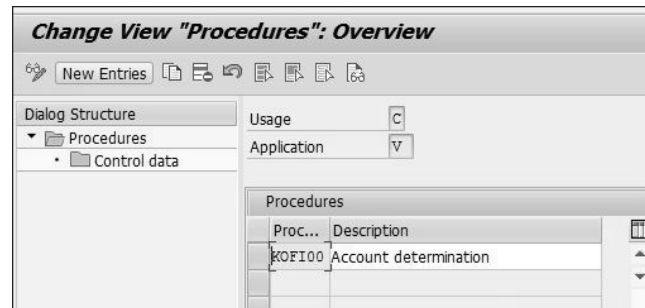 Change View "Procedures": Overview
New Entries
Dialog Structure
Procedures
Control data
Usage C
Application V
Procedures
Proc... Description
KOFI00 Account determination